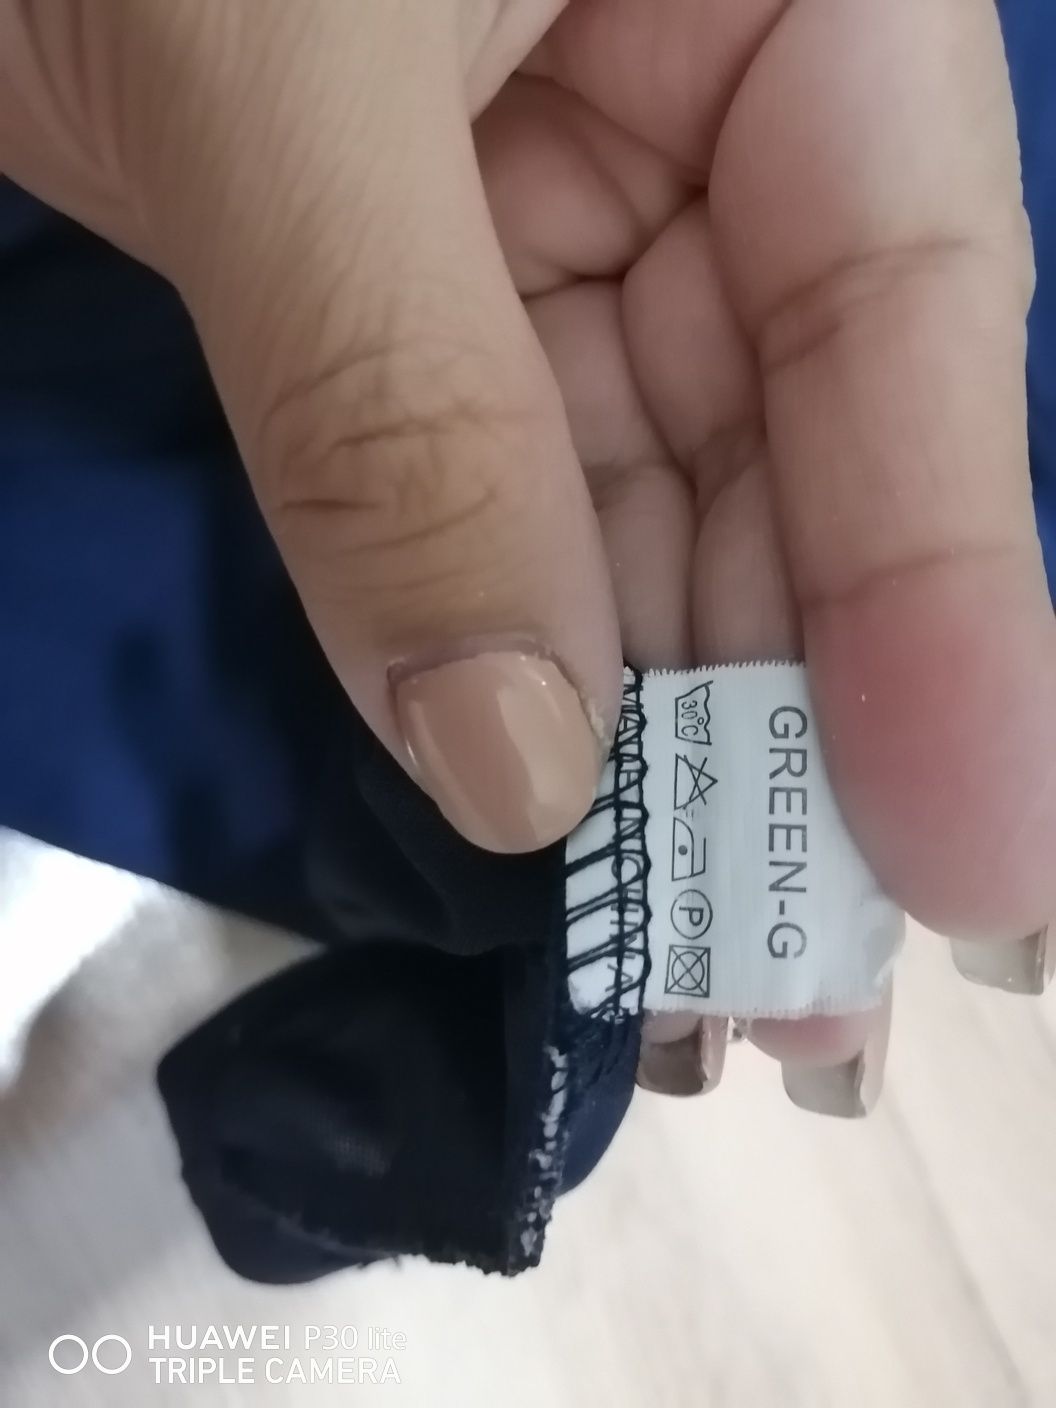 GREEN-G
30°C
P
MADE IN CHINA
HUAWEI P30 lite
TRIPLE CAMERA